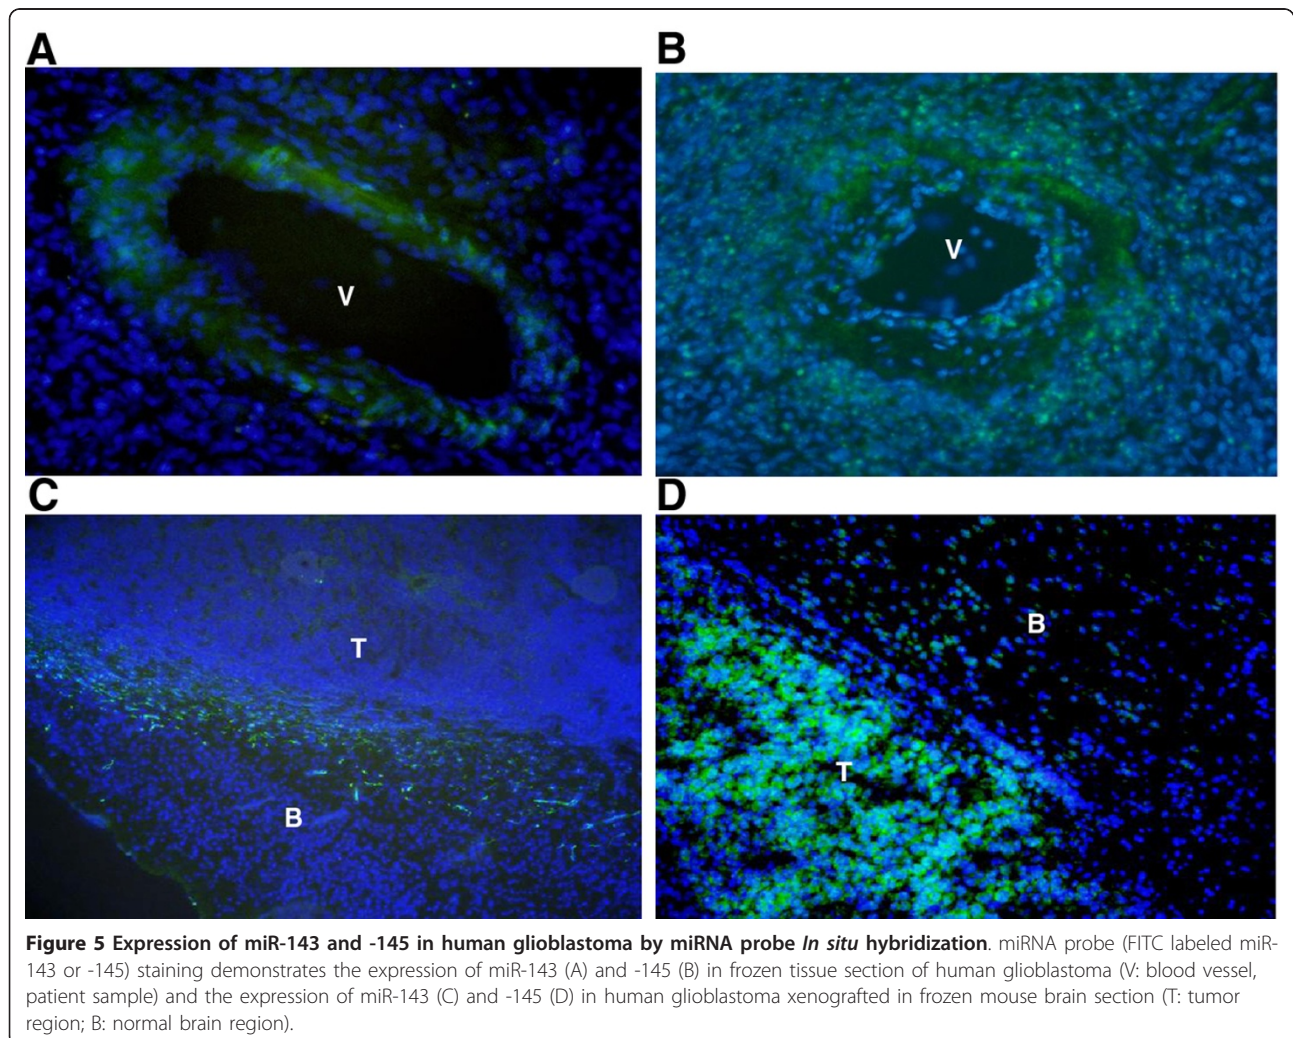 A
B
V
V
C
D
T
B
B
T
Figure 5 Expression of miR-143 and -145 in human glioblastoma by miRNA probe In situ hybridization. miRNA probe (FITC labeled miR-
143 or -145) staining demonstrates the expression of miR-143 (A) and -145 (B) in frozen tissue section of human glioblastoma (V: blood vessel,
patient sample) and the expression of miR-143 (C) and -145 (D) in human glioblastoma xenografted in frozen mouse brain section (T: tumor
region; B: normal brain region).